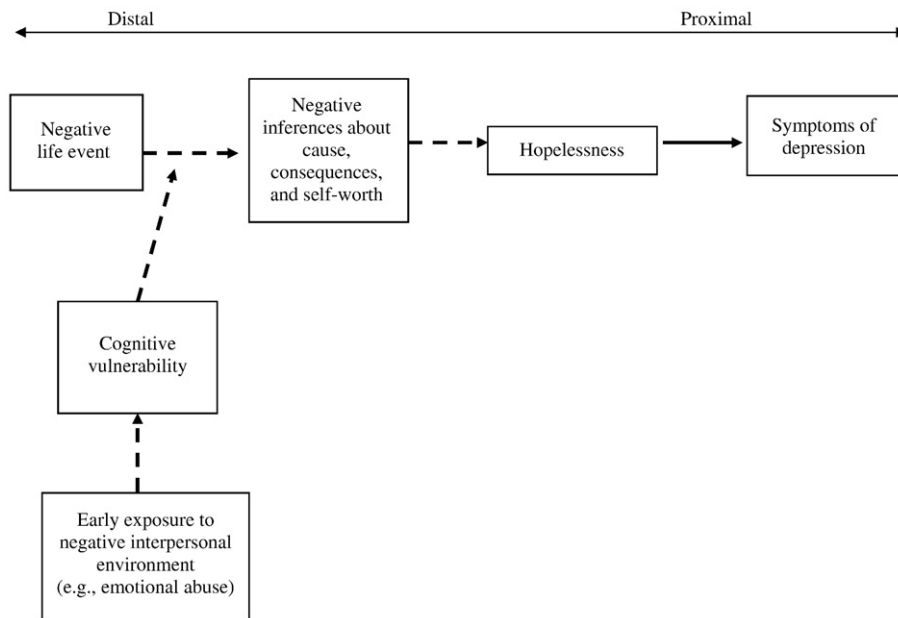 Distal
Proximal
Negative
life event
Negative
inferences about
cause,
consequences,
and self-worth
Hopelessness
Symptoms of
depression
Cognitive
vulnerability
Early exposure to
negative interpersonal
environment
(e.g., emotional abuse)